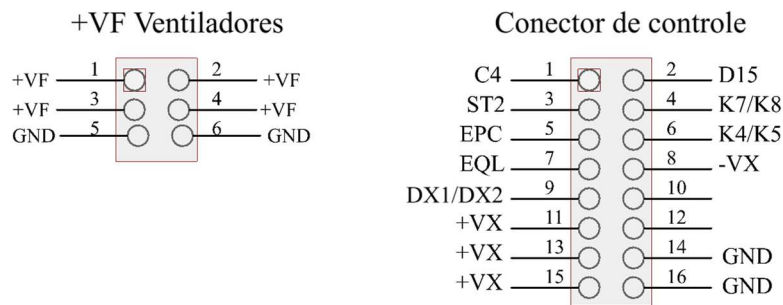 +VF Ventiladores
+VF 1 2 +VF
+VF 3 4 +VF
GND 5 6 GND
Conector de controle
C4 1 2 D15
ST2 3 4 K7/K8
EPC 5 6 K4/K5
EQL 7 8 -VX
DX1/DX2 9 10
+VX 11 12
+VX 13 14 GND
+VX 15 16 GND